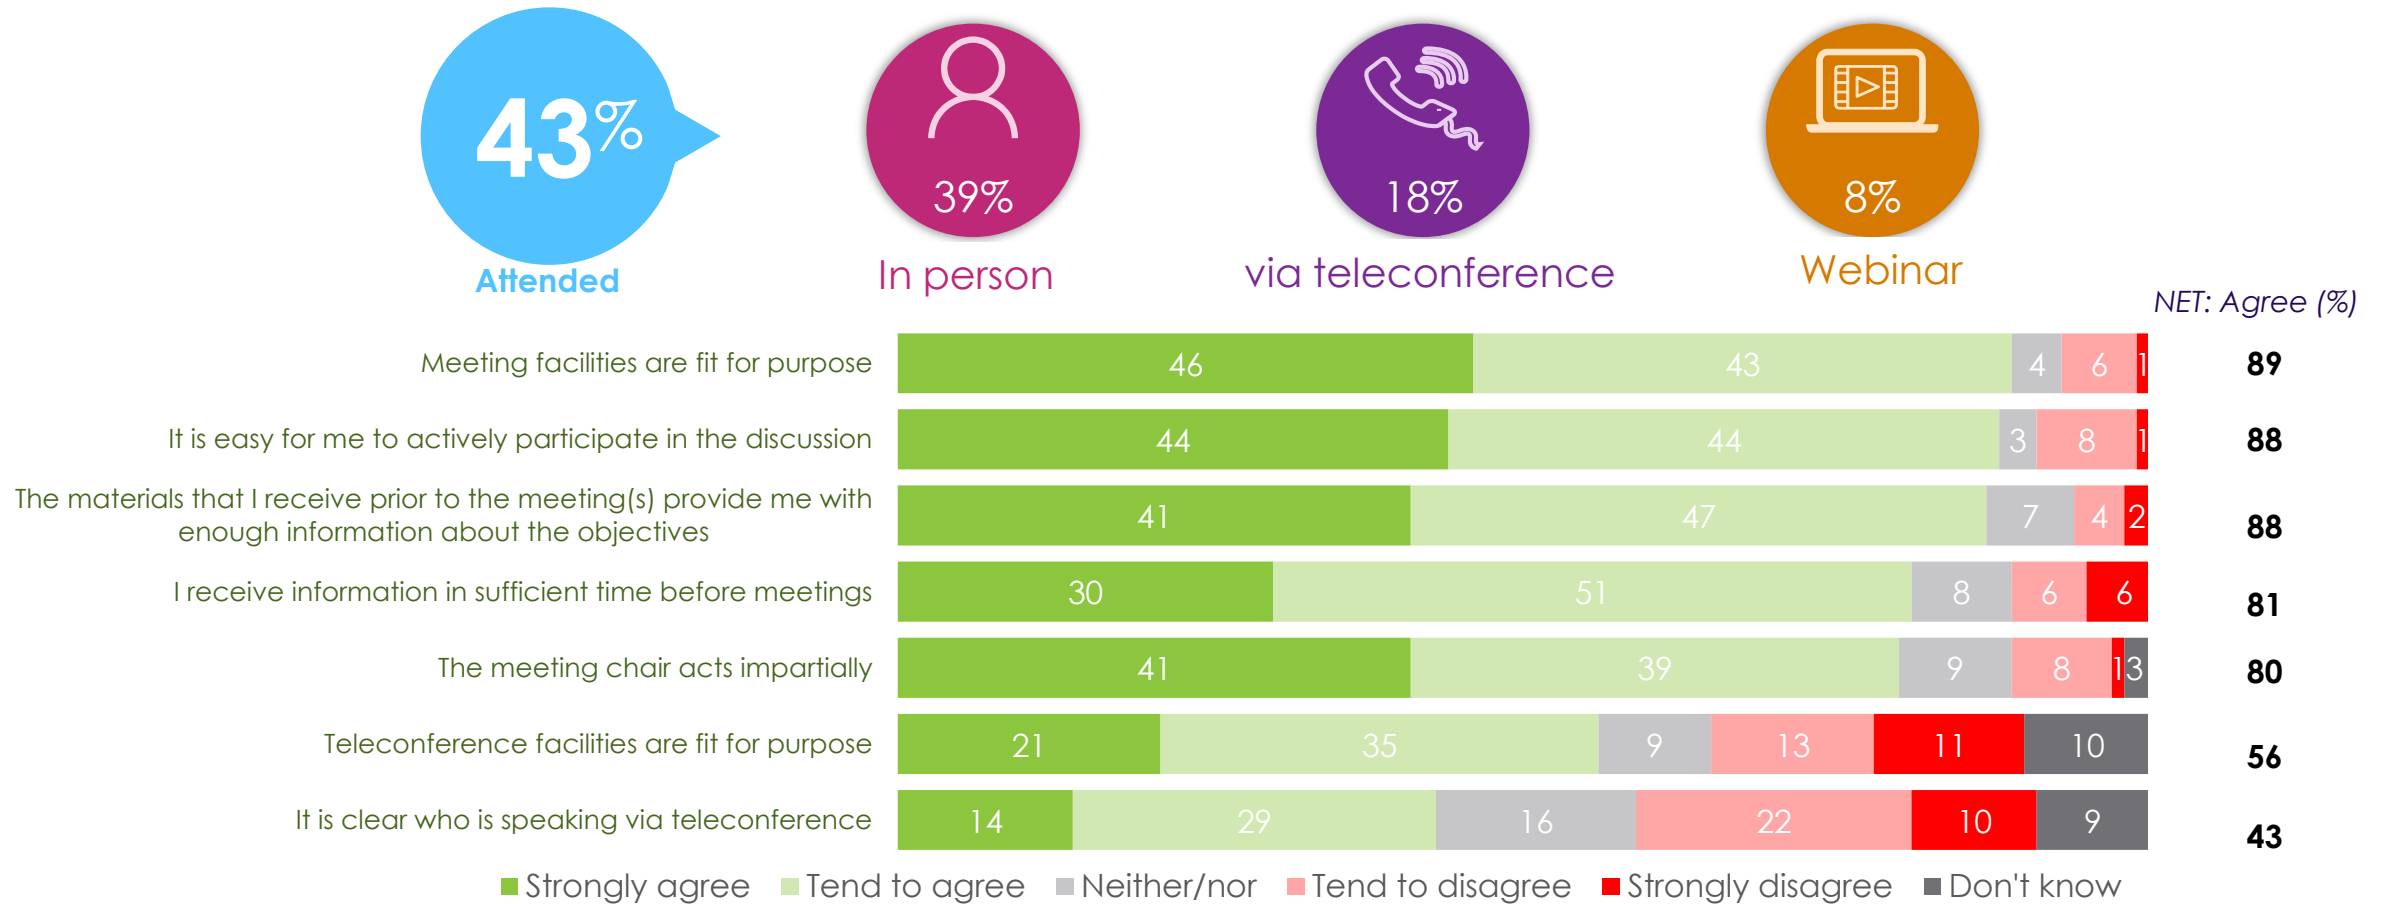 43%
Attended
39%
In person
18%
via teleconference
8%
Webinar
NET: Agree (%)
Meeting facilities are fit for purpose
46 43 4 6 1
89
It is easy for me to actively participate in the discussion
44 44 3 8 1
88
The materials that I receive prior to the meeting(s) provide me with
enough information about the objectives
41 47 7 4 2
88
I receive information in sufficient time before meetings
30 51 8 6 6
81
The meeting chair acts impartially
41 39 9 8 1 3
80
Teleconference facilities are fit for purpose
21 35 9 13 11 10
56
It is clear who is speaking via teleconference
14 29 16 22 10 9
43
Strongly agree Tend to agree Neither/nor Tend to disagree Strongly disagree Don't know